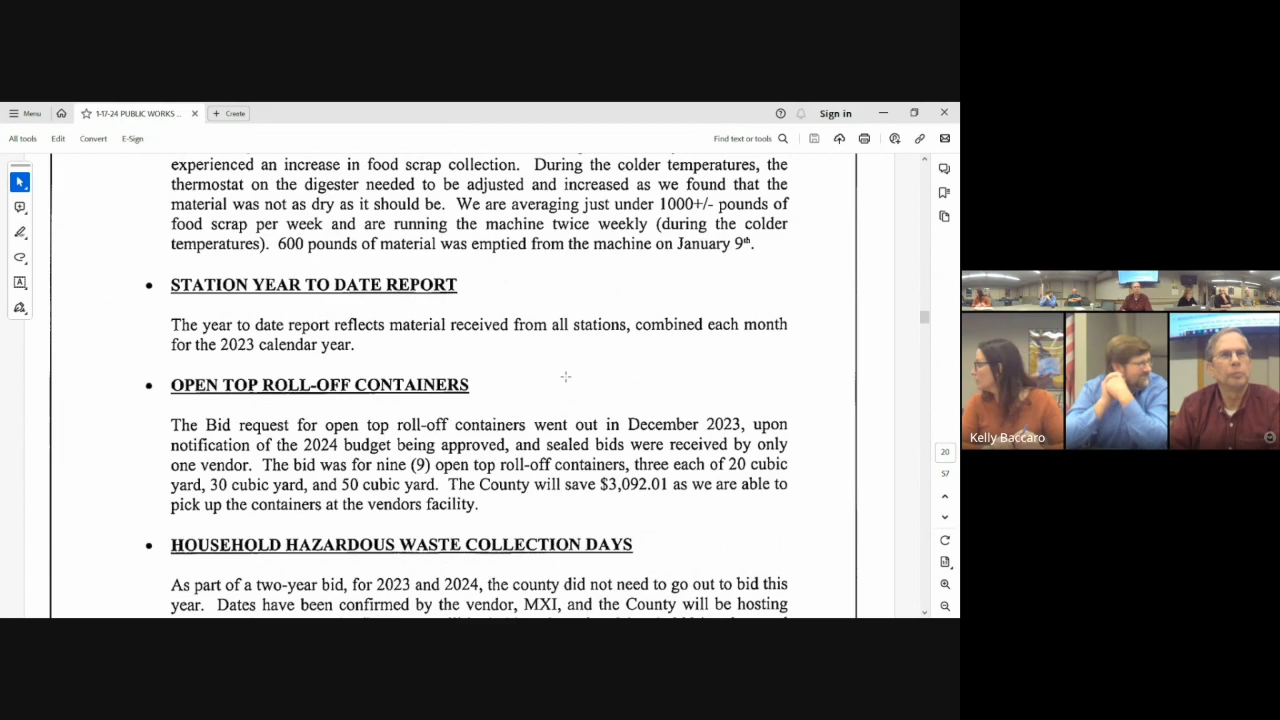 Menu
1-17-24 PUBLIC WORKS ...
Create
Sign in
All tools
Edit
Convert
E-Sign
Find text or tools
experienced an increase in food scrap collection. During the colder temperatures, the
thermostat on the digester needed to be adjusted and increased as we found that the
material was not as dry as it should be. We are averaging just under 1000+/- pounds of
food scrap per week and are running the machine twice weekly (during the colder
temperatures). 600 pounds of material was emptied from the machine on January 9th.
• STATION YEAR TO DATE REPORT
The year to date report reflects material received from all stations, combined each month
for the 2023 calendar year.
• OPEN TOP ROLL-OFF CONTAINERS
The Bid request for open top roll-off containers went out in December 2023, upon
notification of the 2024 budget being approved, and sealed bids were received by only
one vendor. The bid was for nine (9) open top roll-off containers, three each of 20 cubic
yard, 30 cubic yard, and 50 cubic yard. The County will save $3,092.01 as we are able to
pick up the containers at the vendors facility.
• HOUSEHOLD HAZARDOUS WASTE COLLECTION DAYS
As part of a two-year bid, for 2023 and 2024, the county did not need to go out to bid this
year. Dates have been confirmed by the vendor, MXI, and the County will be hosting
20
57
Kelly Baccaro